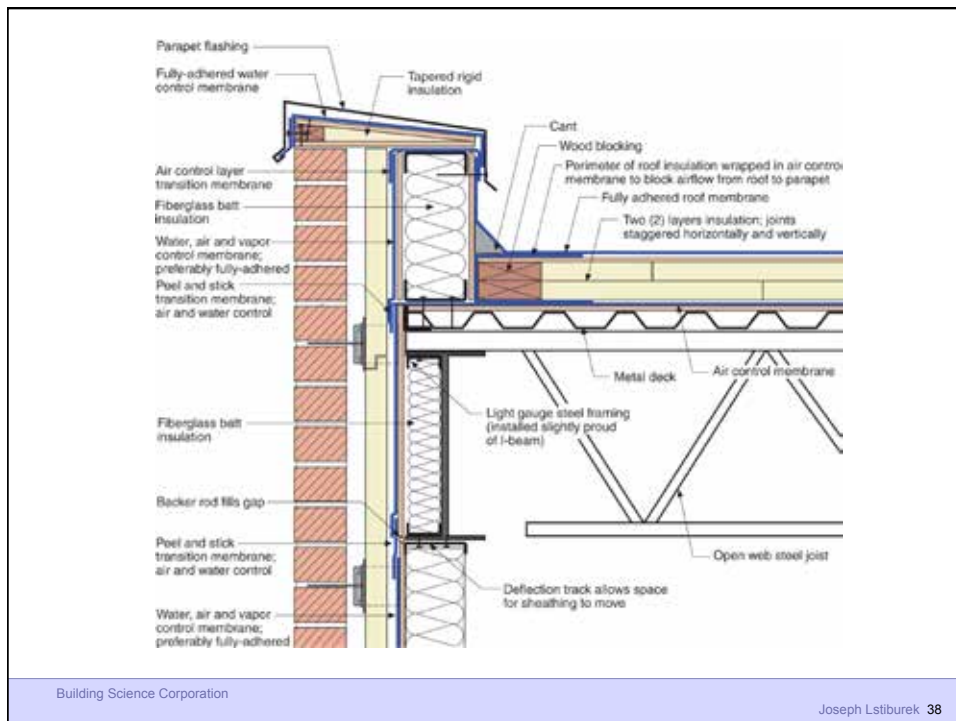 Parapet flashing
Fully-adhered water
control membrane
Tapered rigid
insulation
Cant
Wood blocking
Perimeter of roof insulation wrapped in air contro
membrane to block airflow from roof to parapet
Fully adhered roof membrane
Two (2) layers insulation; joints
staggered horizontally and vertically
Air control layer
transition membrane
Fiberglass batt
insulation
Water, air and vapor
control membrane;
preferably fully-adhered
Peel and stick
transition membrane;
air and water control
Metal deck
Air control membrane
Light gauge steel framing
(installed slightly proud
of I-beam)
Fiberglass batt
insulation
Backer rod fills gap
Peel and stick
transition membrane;
air and water control
Open web steel joist
Deflection track allows space
for sheathing to move
Water, air and vapor
control membrane;
preferably fully-adhered
Building Science Corporation
Joseph Lstiburek 38